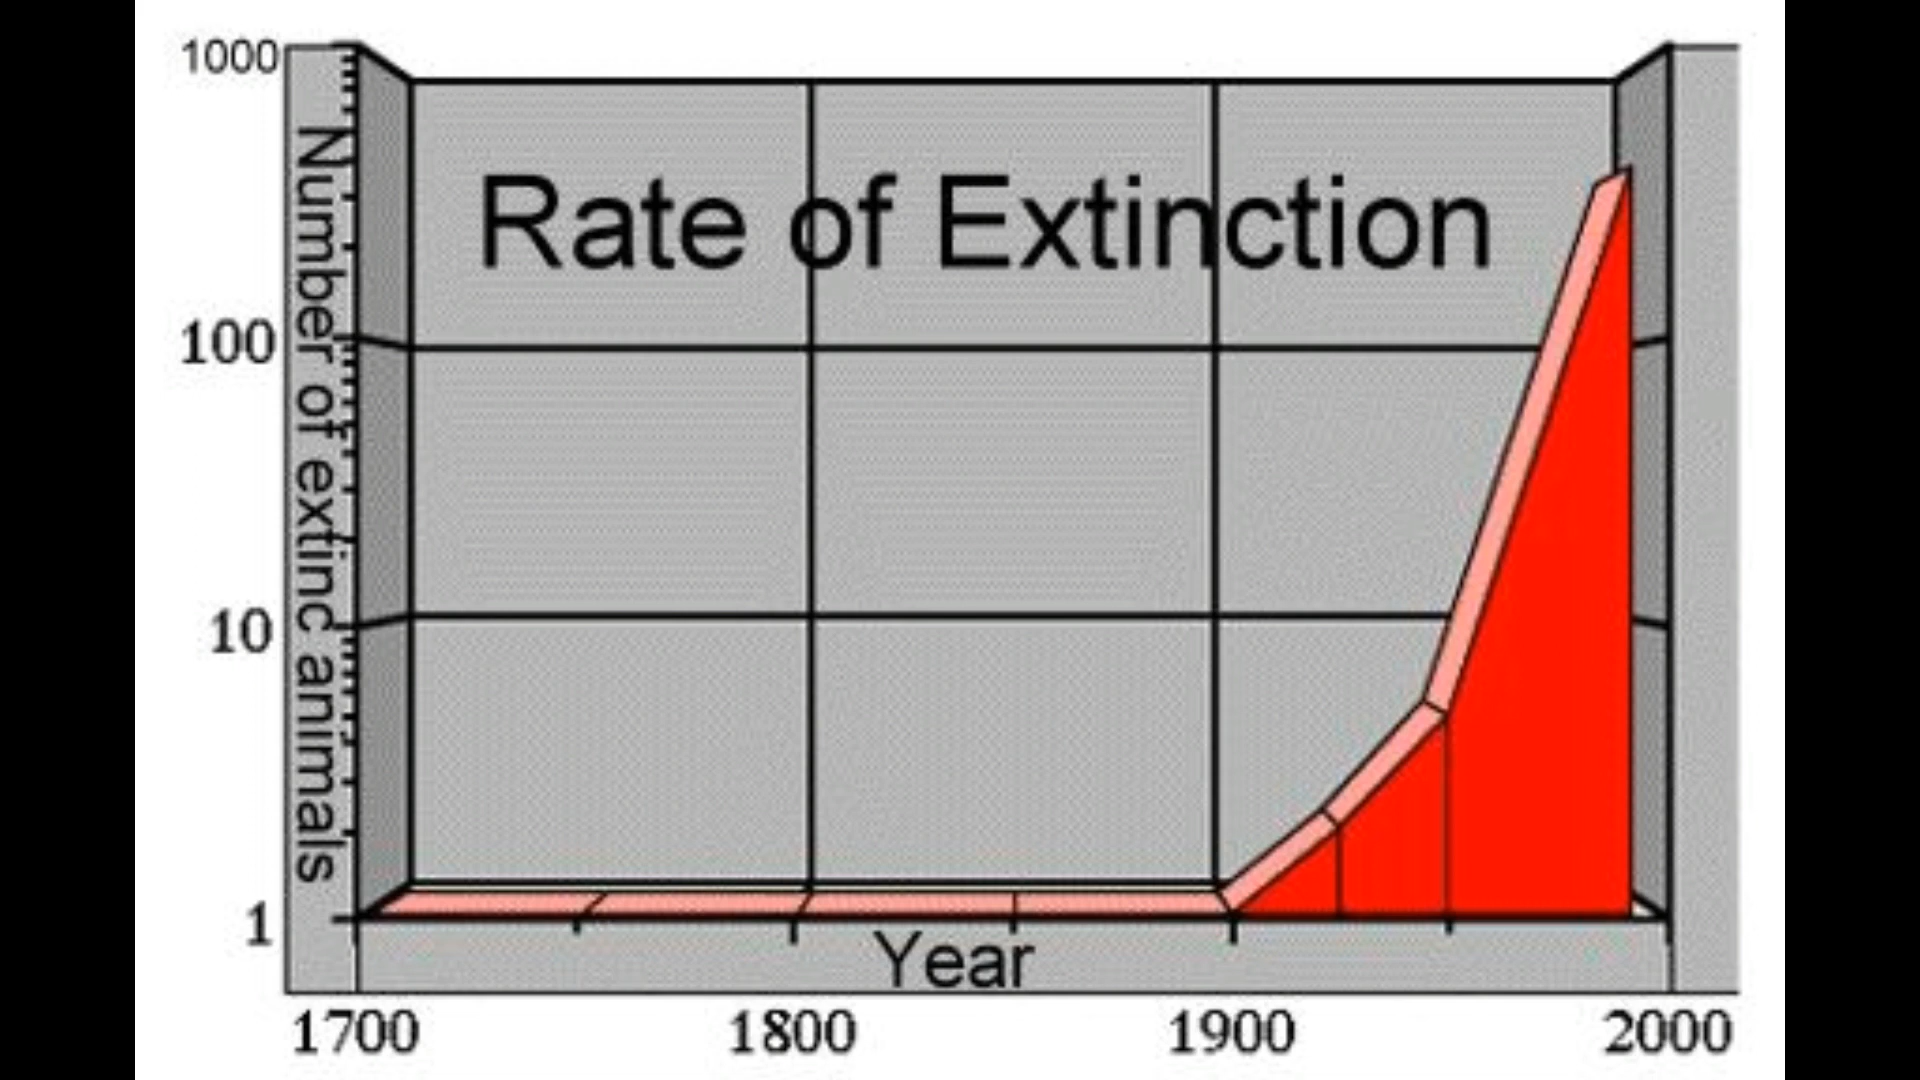 Rate of Extinction
1000
100
10
1
Number of extinc animals
Year
1700
1800
1900
2000